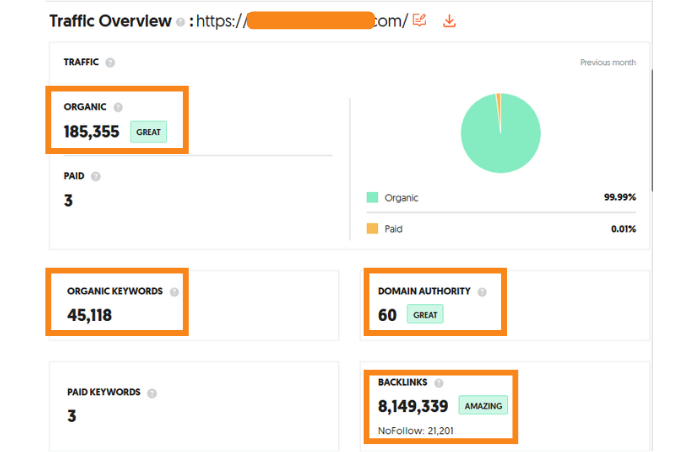 Traffic Overview : https:// com/
TRAFFIC
Previous month
ORGANIC
185,355 GREAT
PAID
3
Organic 99.99%
Paid 0.01%
ORGANIC KEYWORDS
45,118
DOMAIN AUTHORITY
60 GREAT
PAID KEYWORDS
3
BACKLINKS
8,149,339 AMAZING
NoFollow: 21,201